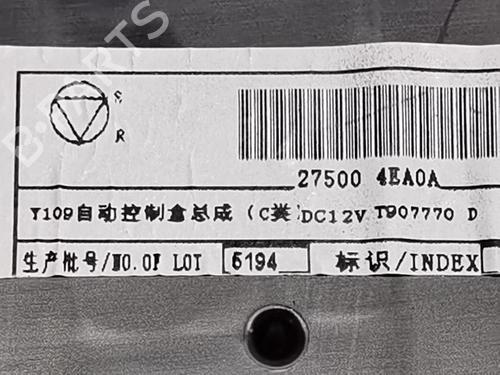 S
R
27500 4EA0A
Y109自动控制盒总成 (C类) DC12V T907770 D
生产批号/NO.OF LOT 5194 标识/INDEX
B-PARTS